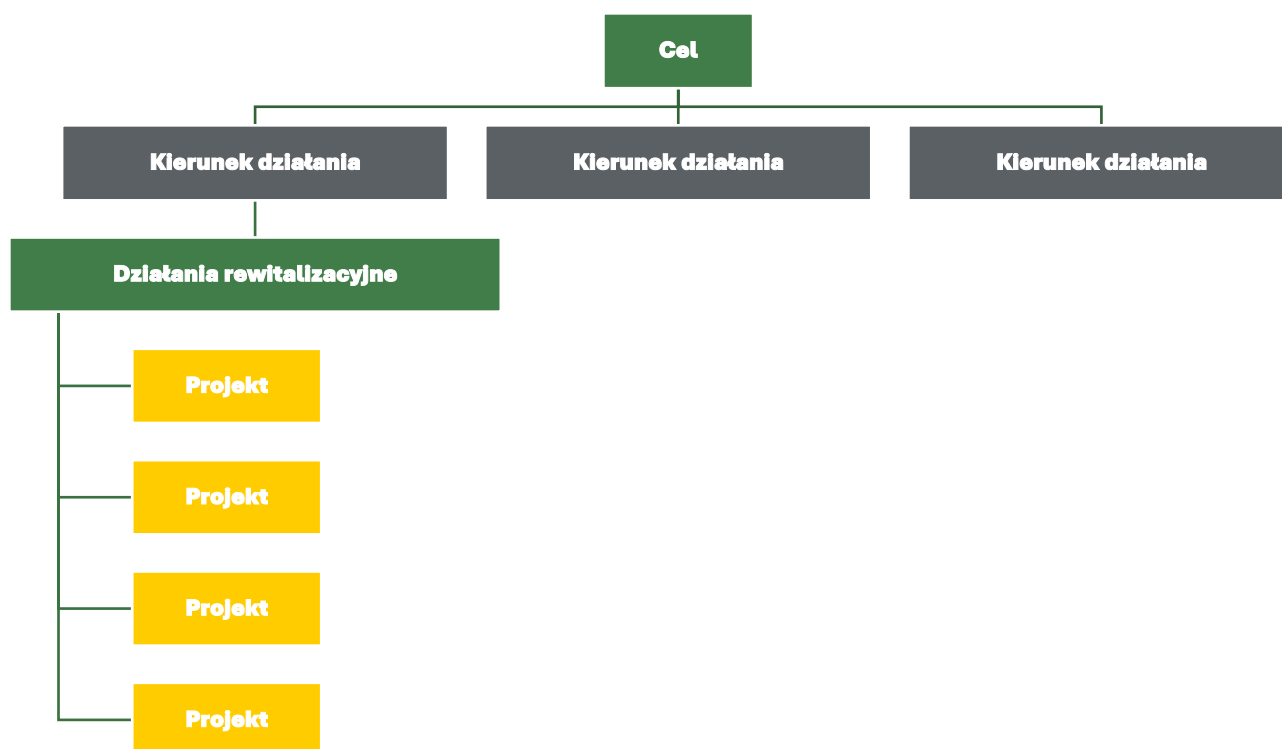 Cel
Kierunek działania
Kierunek działania
Kierunek działania
Działania rewitalizacyjne
Projekt
Projekt
Projekt
Projekt